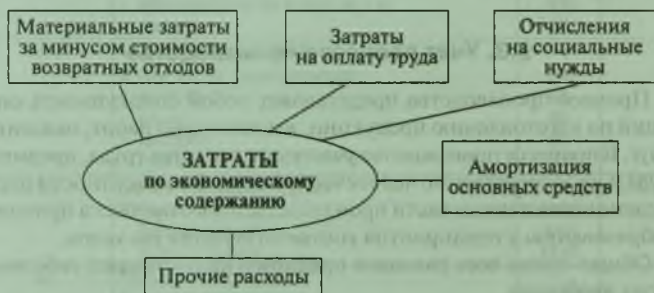 Материальные затраты
за минусом стоимости
возвратных отходов
Затраты
на оплату труда
Отчисления
на социальные
нужды
ЗАТРАТЫ
по экономическому
содержанию
Амортизация
основных средств
Прочие расходы